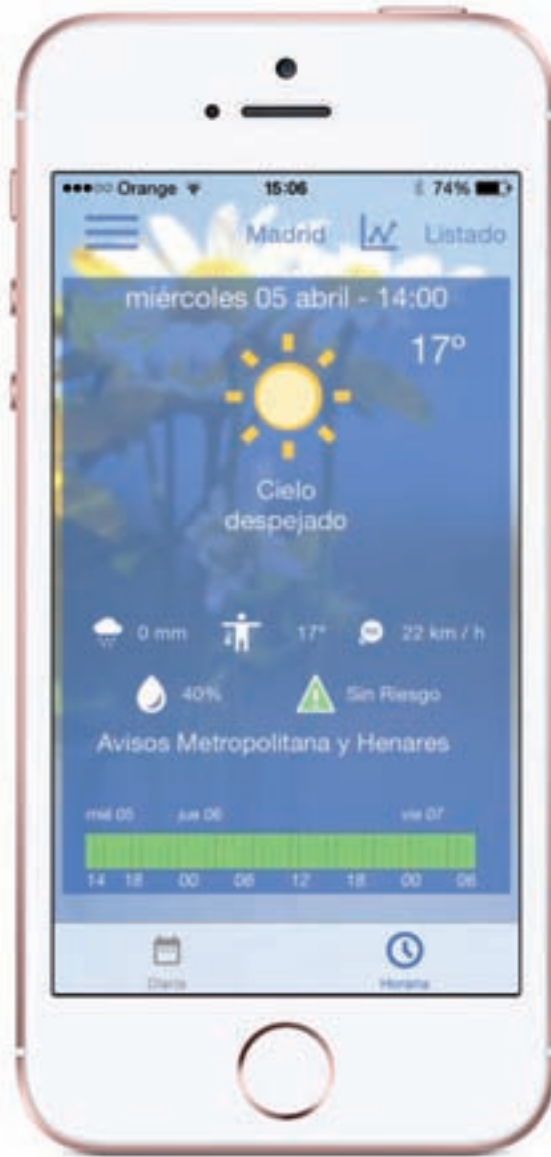 Orange 15:06 74%
Madrid Listado
miércoles 05 abril - 14:00
17º
Cielo
despejado
0 mm 17º 22 km / h
40% Sin Riesgo
Avisos Metropolitana y Henares
mié 05 jue 06 vie 07
14 18 00 06 12 18 00 06
Diaria Horaria